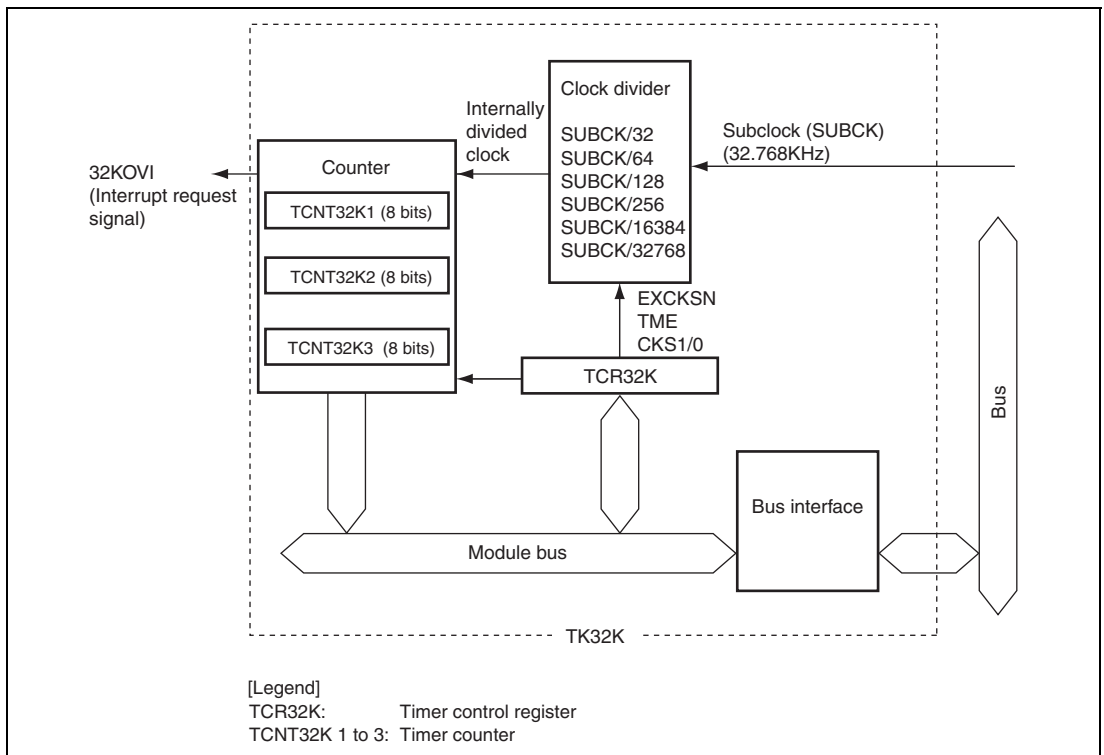 Clock divider
SUBCK/32
SUBCK/64
SUBCK/128
SUBCK/256
SUBCK/16384
SUBCK/32768
Internally
divided
clock
Subclock (SUBCK)
(32.768KHz)
32KOVI
(Interrupt request
signal)
Counter
TCNT32K1 (8 bits)
TCNT32K2 (8 bits)
TCNT32K3 (8 bits)
EXCKSN
TME
CKS1/0
TCR32K
Bus
Bus interface
Module bus
TK32K
[Legend]
TCR32K: Timer control register
TCNT32K 1 to 3: Timer counter